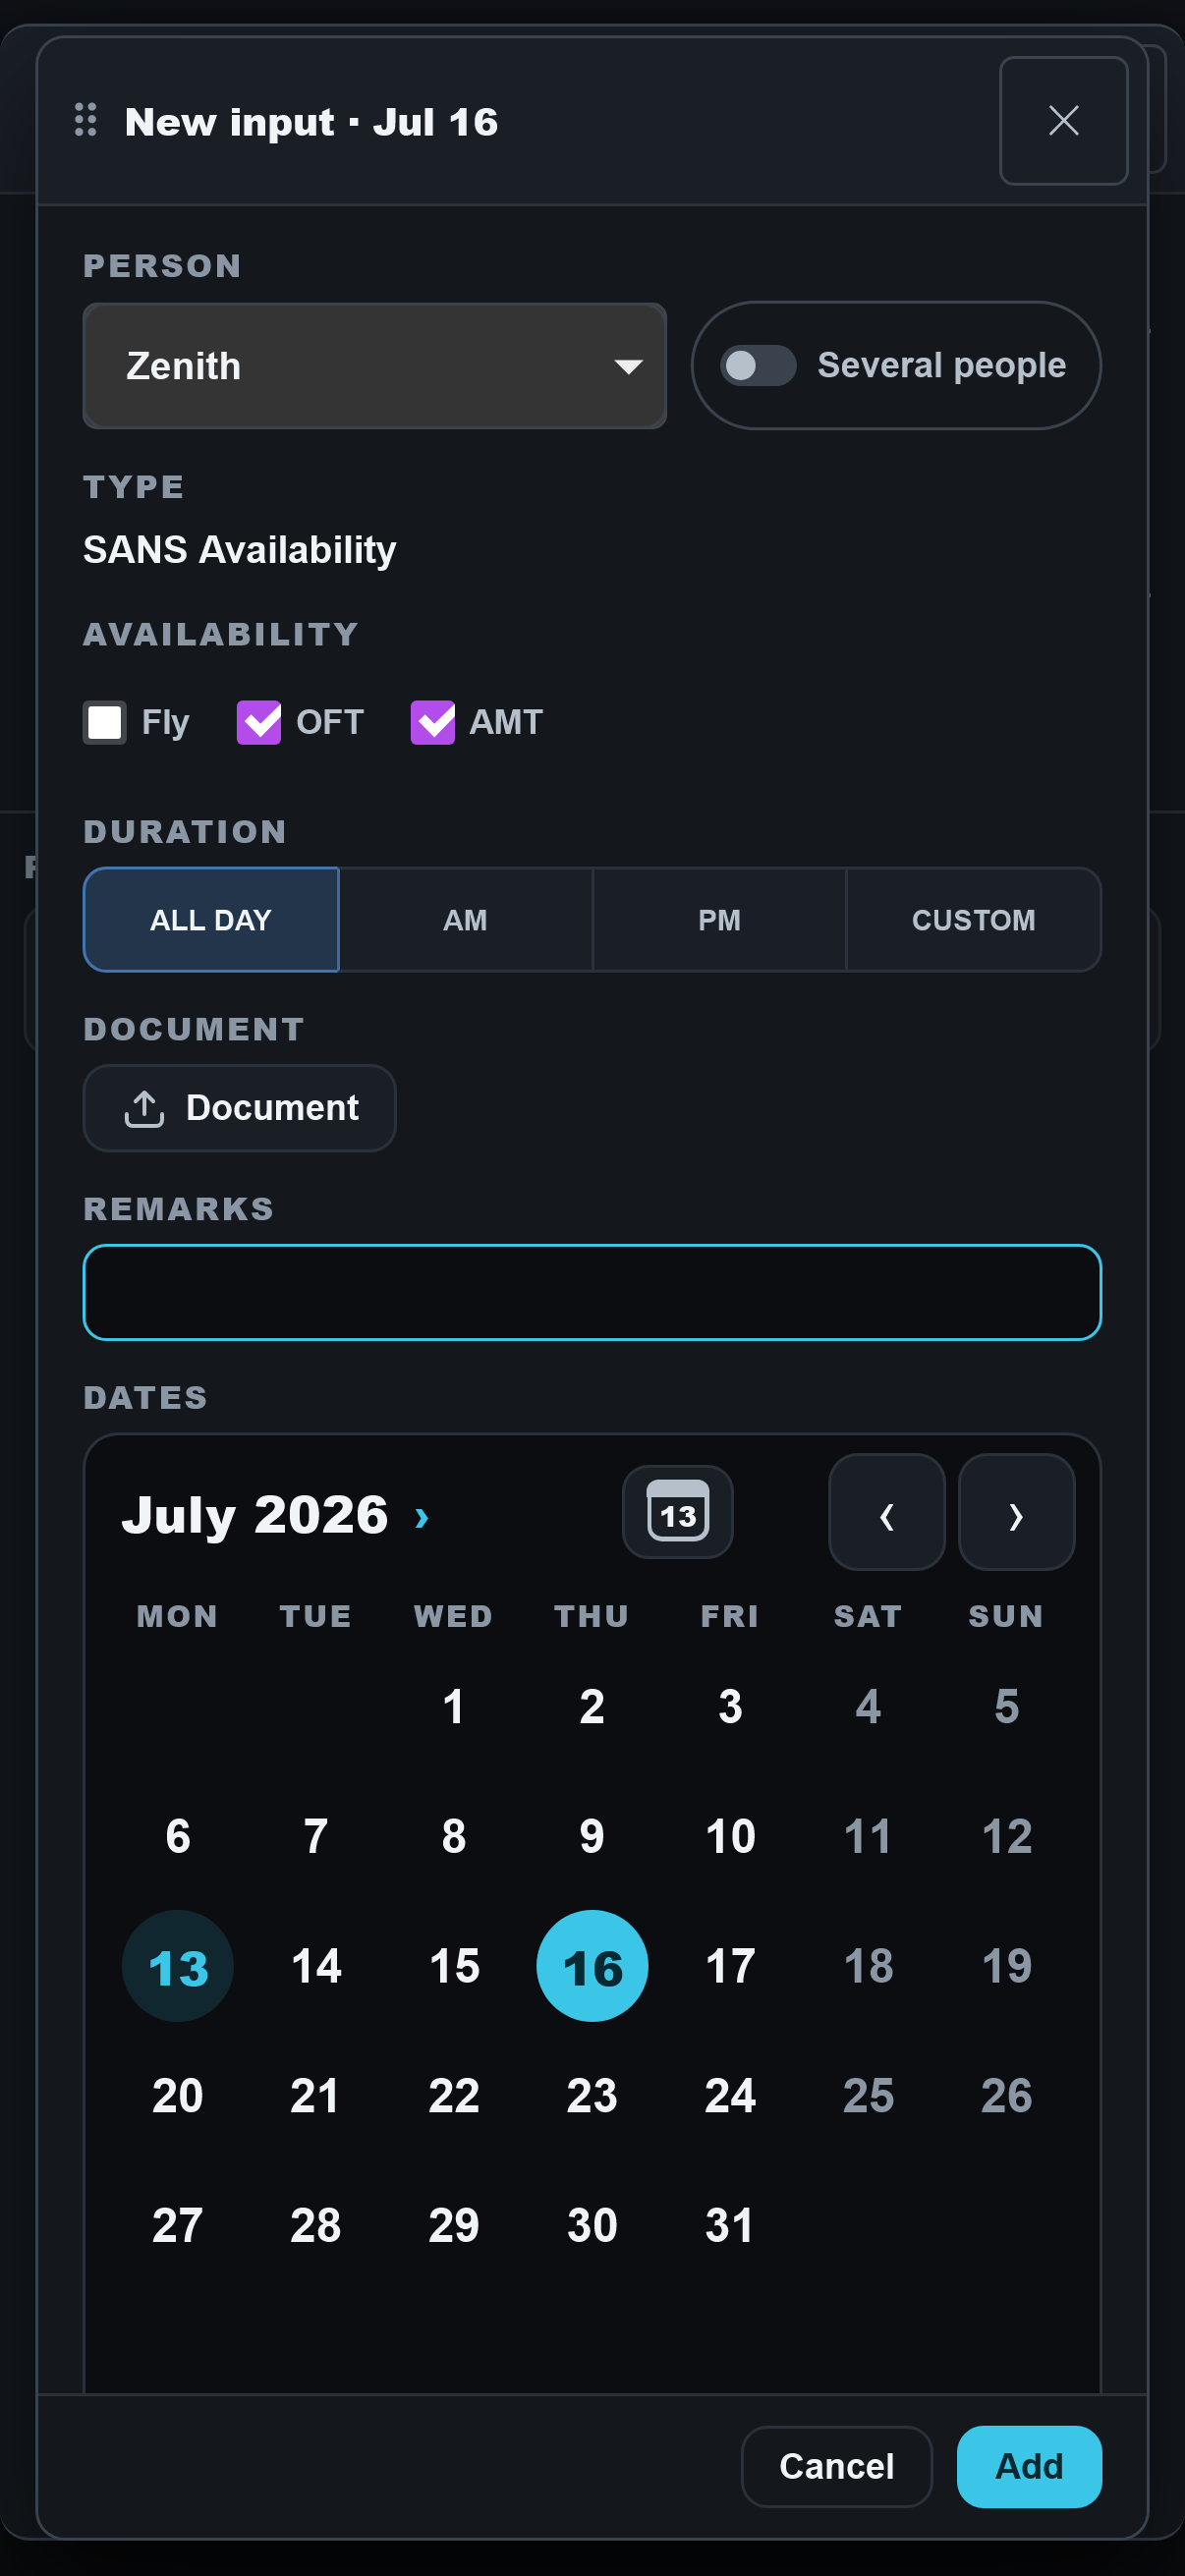 New input · Jul 16
PERSON
Zenith
Several people
TYPE
SANS Availability
AVAILABILITY
Fly OFT AMT
DURATION
ALL DAY AM PM CUSTOM
DOCUMENT
Document
REMARKS
DATES
July 2026 › 13 ‹ ›
MON TUE WED THU FRI SAT SUN
1 2 3 4 5
6 7 8 9 10 11 12
13 14 15 16 17 18 19
20 21 22 23 24 25 26
27 28 29 30 31
Cancel Add